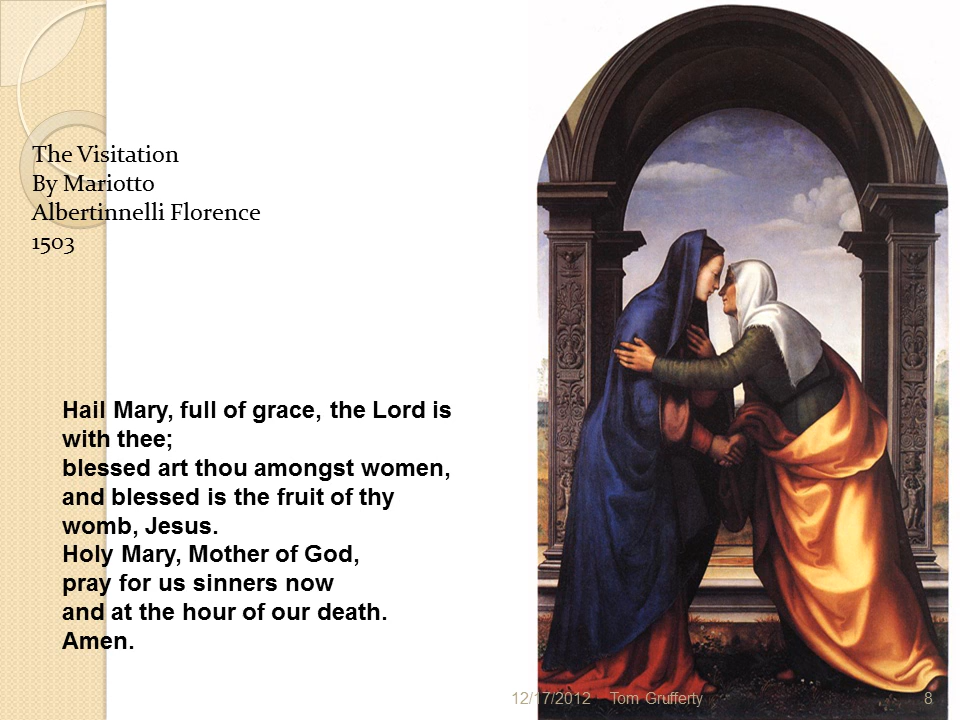 The Visitation
By Mariotto
Albertinnelli Florence
1503
Hail Mary, full of grace, the Lord is
with thee;
blessed art thou amongst women,
and blessed is the fruit of thy
womb, Jesus.
Holy Mary, Mother of God,
pray for us sinners now
and at the hour of our death.
Amen.
12/17/2012 Tom Grufferty 8